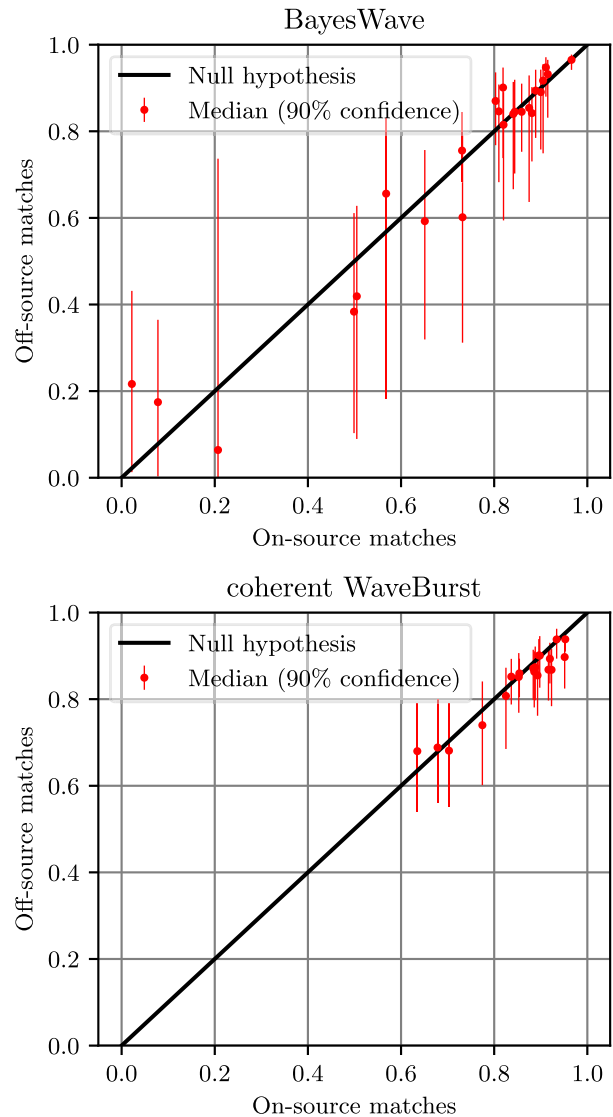 BayesWave
1.0
Null hypothesis
Median (90% confidence)
0.8
0.6
0.4
0.2
0.0
Off-source matches
0.0 0.2 0.4 0.6 0.8 1.0
On-source matches
coherent WaveBurst
1.0
Null hypothesis
Median (90% confidence)
0.8
0.6
0.4
0.2
0.0
Off-source matches
0.0 0.2 0.4 0.6 0.8 1.0
On-source matches